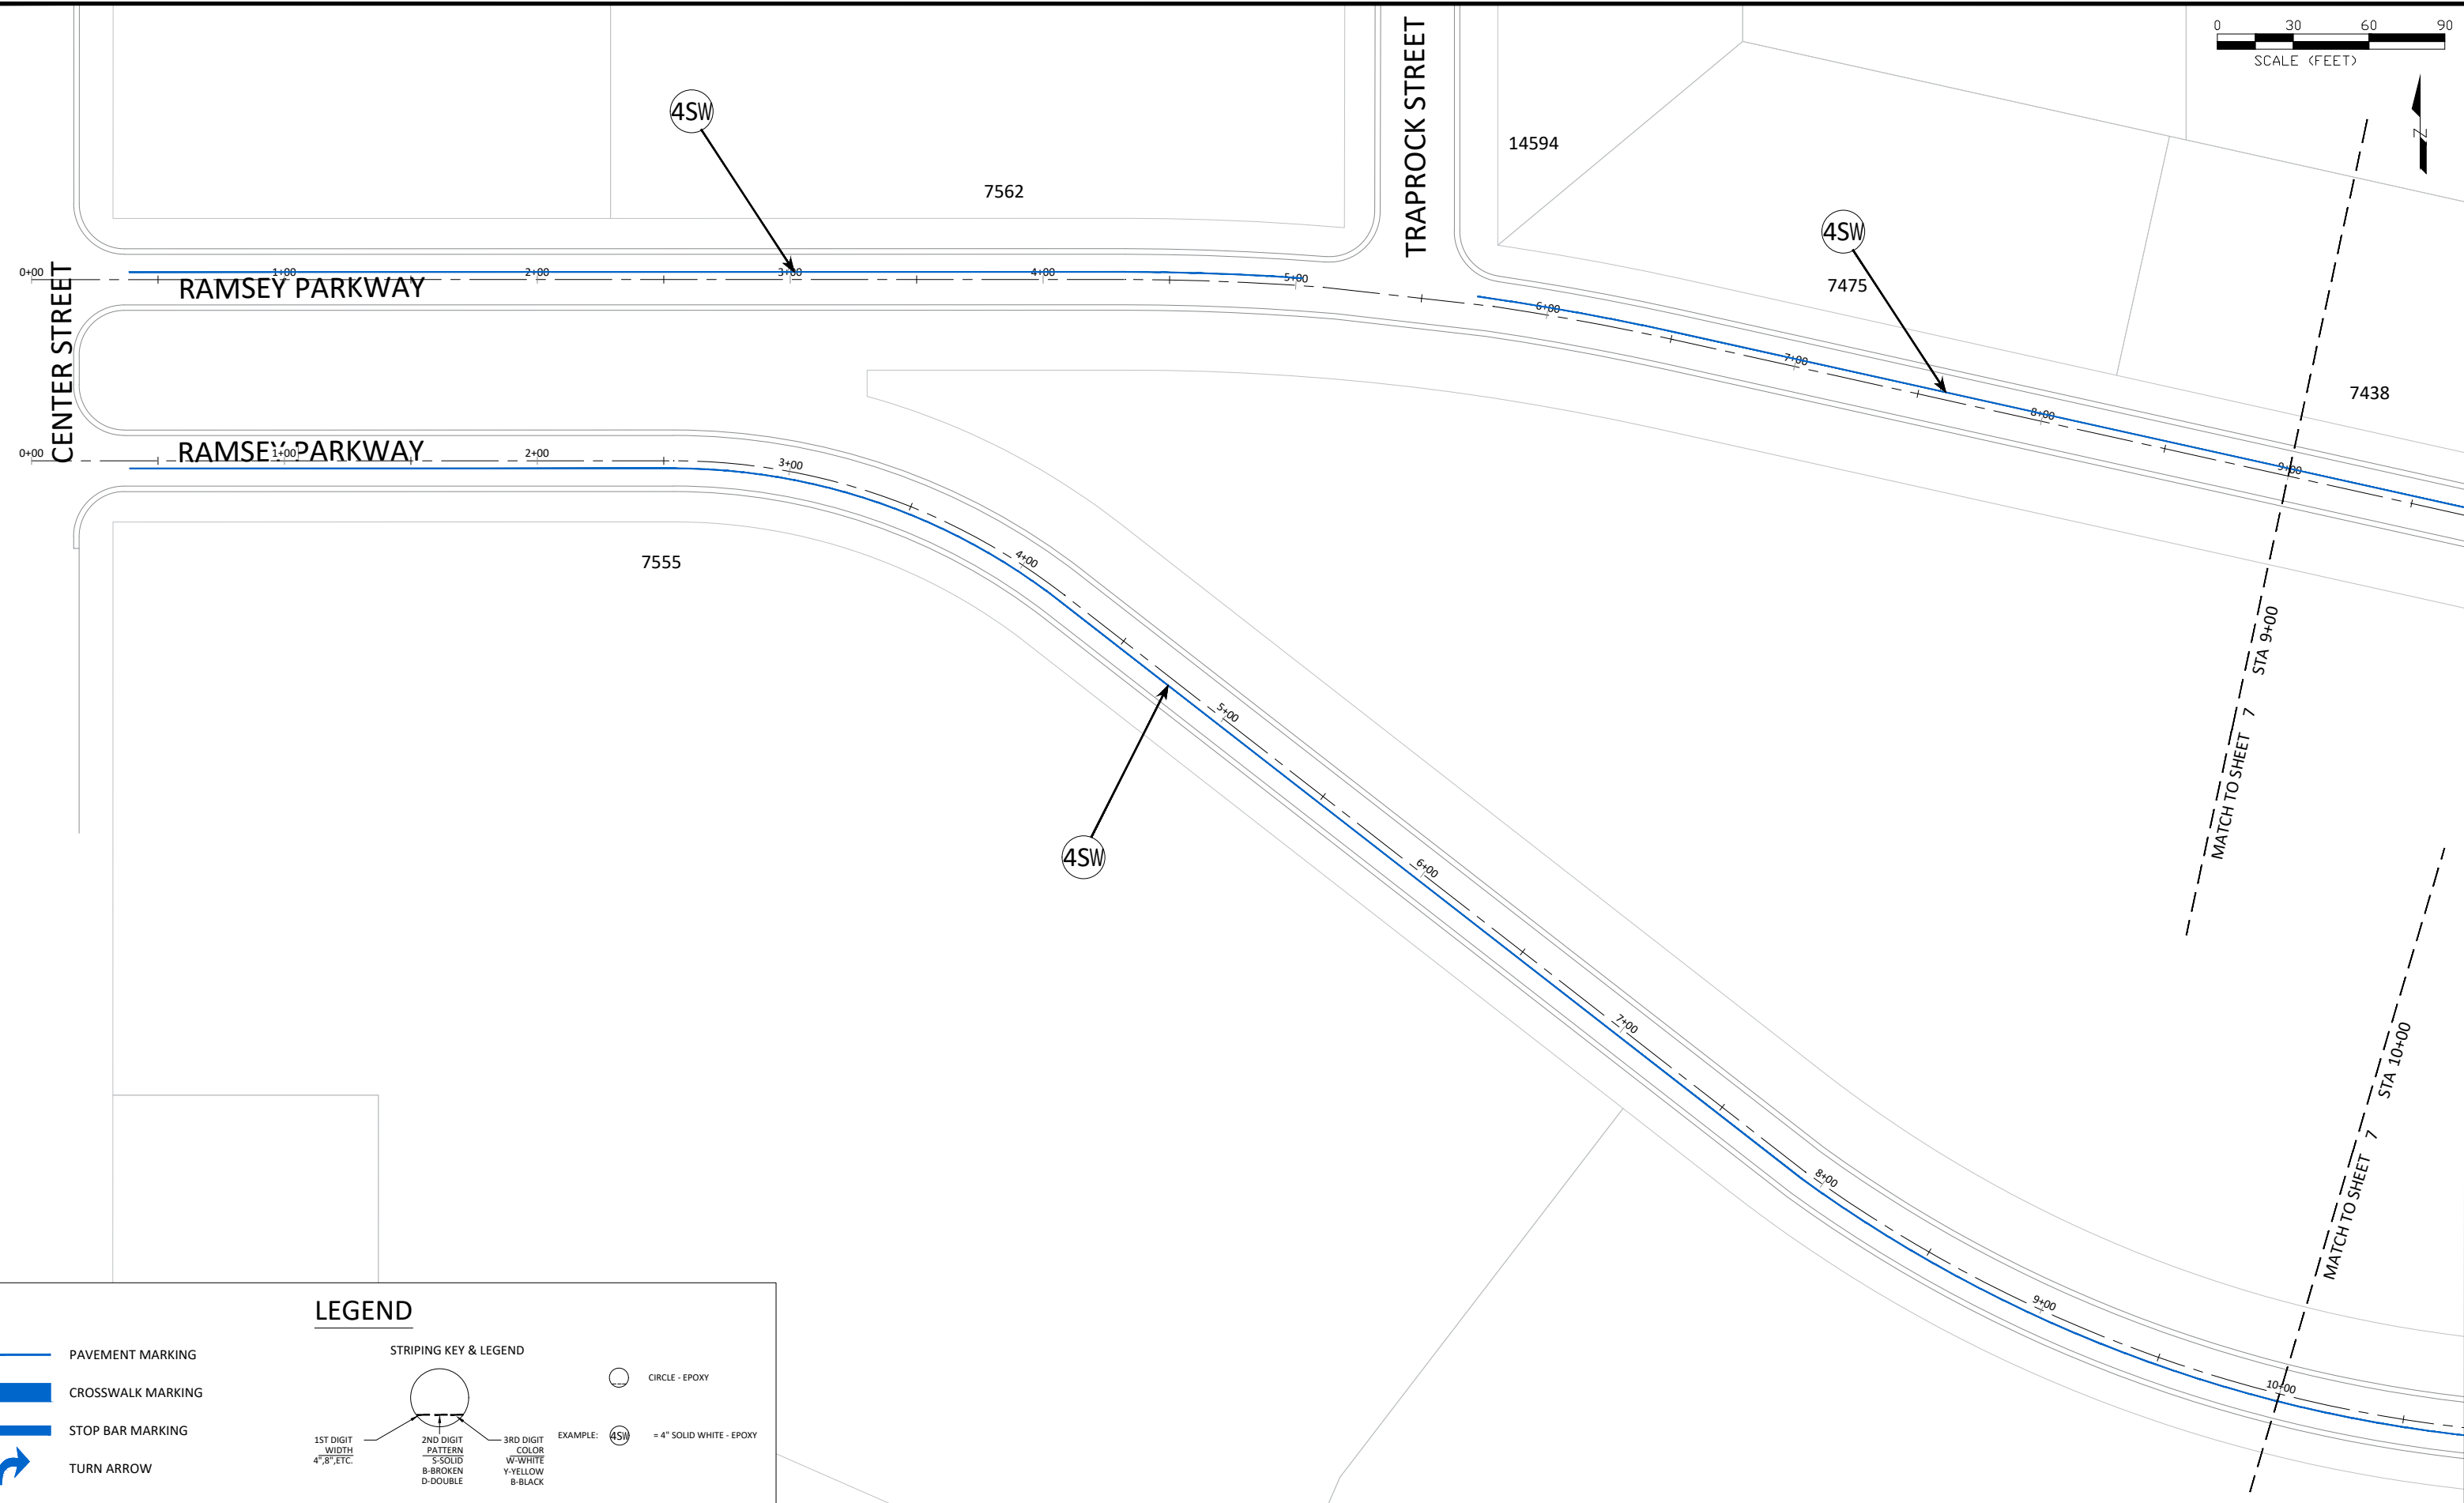 0 30 60 90
SCALE (FEET)
N
TRAPROCK STREET
4SW
14594
7562
4SW
7475
CENTER STREET
0+00 1+00 2+00 3+00 4+00 5+00 6+00 7+00 8+00 9+00
RAMSEY PARKWAY
7438
0+00 1+00 2+00 3+00 4+00 5+00 6+00 7+00 8+00 9+00 10+00
RAMSEY PARKWAY
7555
4SW
MATCH TO SHEET 7 STA 9+00
MATCH TO SHEET 7 STA 10+00
LEGEND
PAVEMENT MARKING
CROSSWALK MARKING
STOP BAR MARKING
TURN ARROW
STRIPING KEY & LEGEND
1ST DIGIT
WIDTH
4",8",ETC.
2ND DIGIT
PATTERN
S-SOLID
B-BROKEN
D-DOUBLE
3RD DIGIT
COLOR
W-WHITE
Y-YELLOW
B-BLACK
CIRCLE - EPOXY
EXAMPLE: 4SW = 4" SOLID WHITE - EPOXY